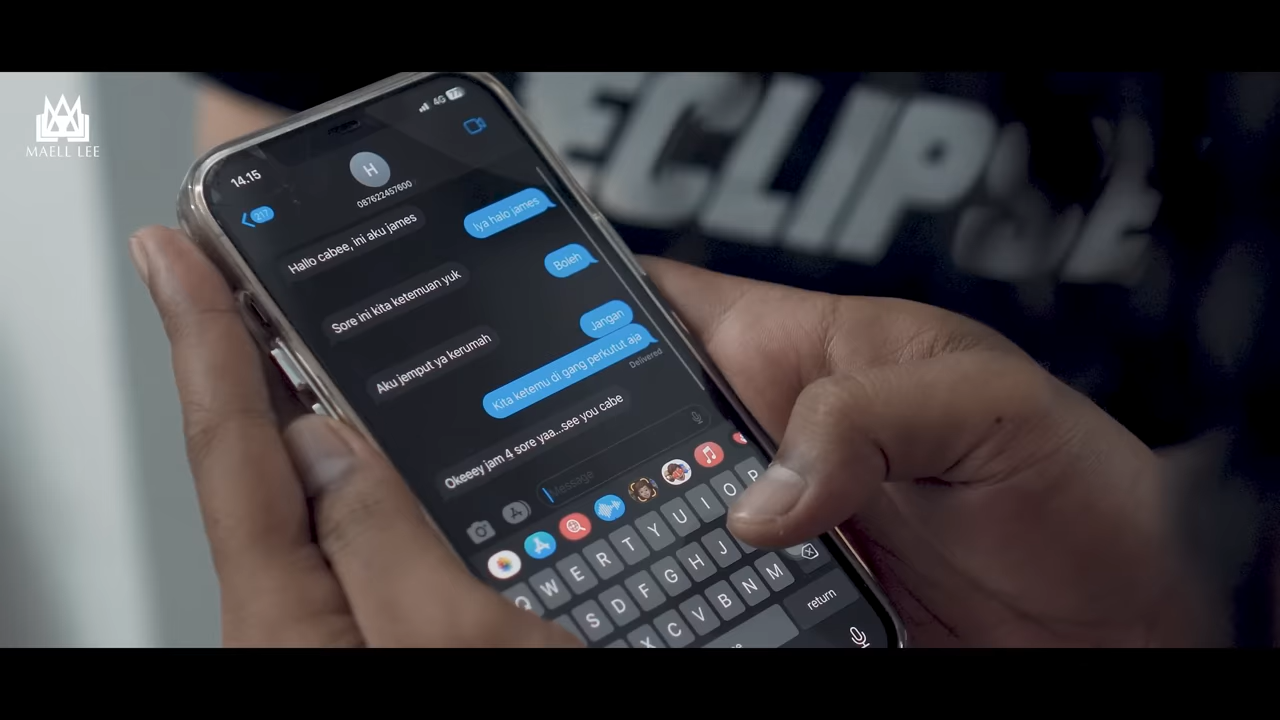 MAELL LEE
ECLIPSE
14.15
4G 77
217
H
087622457600
Iya halo james
Hallo cabee, ini aku james
Boleh
Sore ini kita ketemuan yuk
Jangan
Aku jemput ya kerumah
Kita ketemu di gang perkutut aja
Delivered
Okeeey jam 4 sore yaa...see you cabe
Message
Q W E R T Y U I O P
S D F G H J
X C V B N M
return